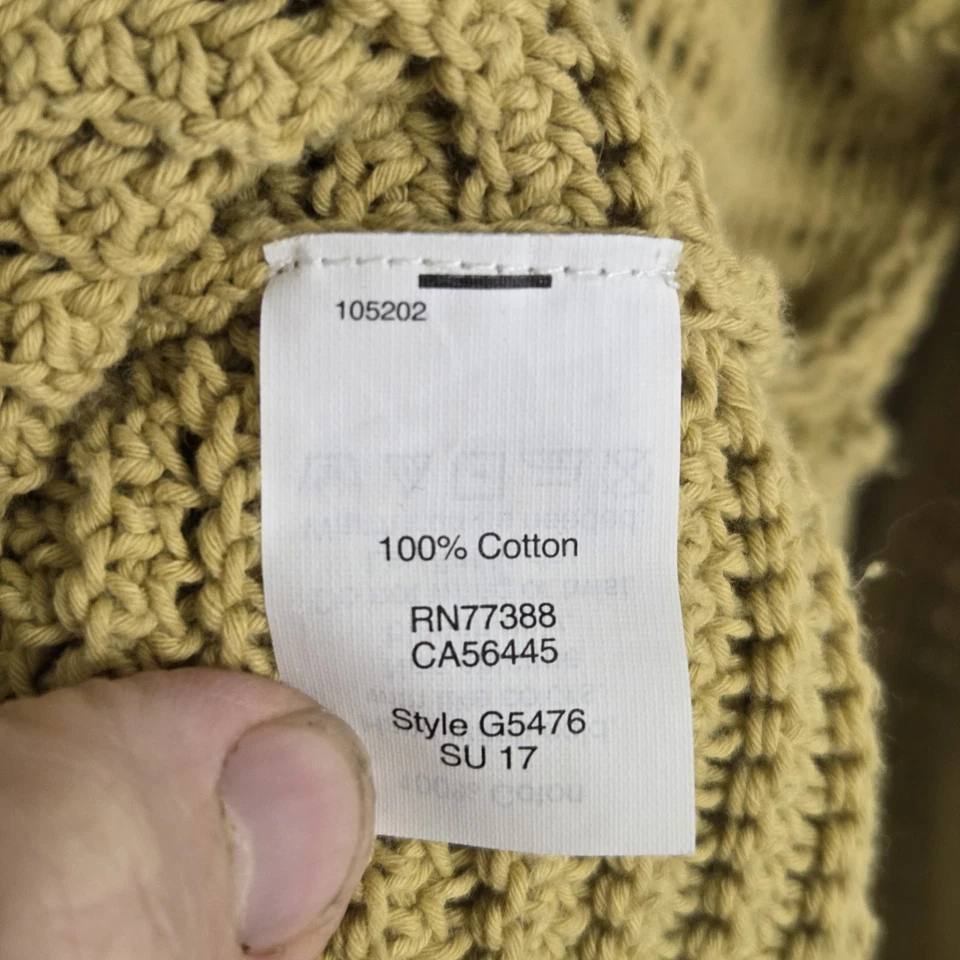 105202
100% Cotton
RN77388
CA56445
Style G5476
SU 17